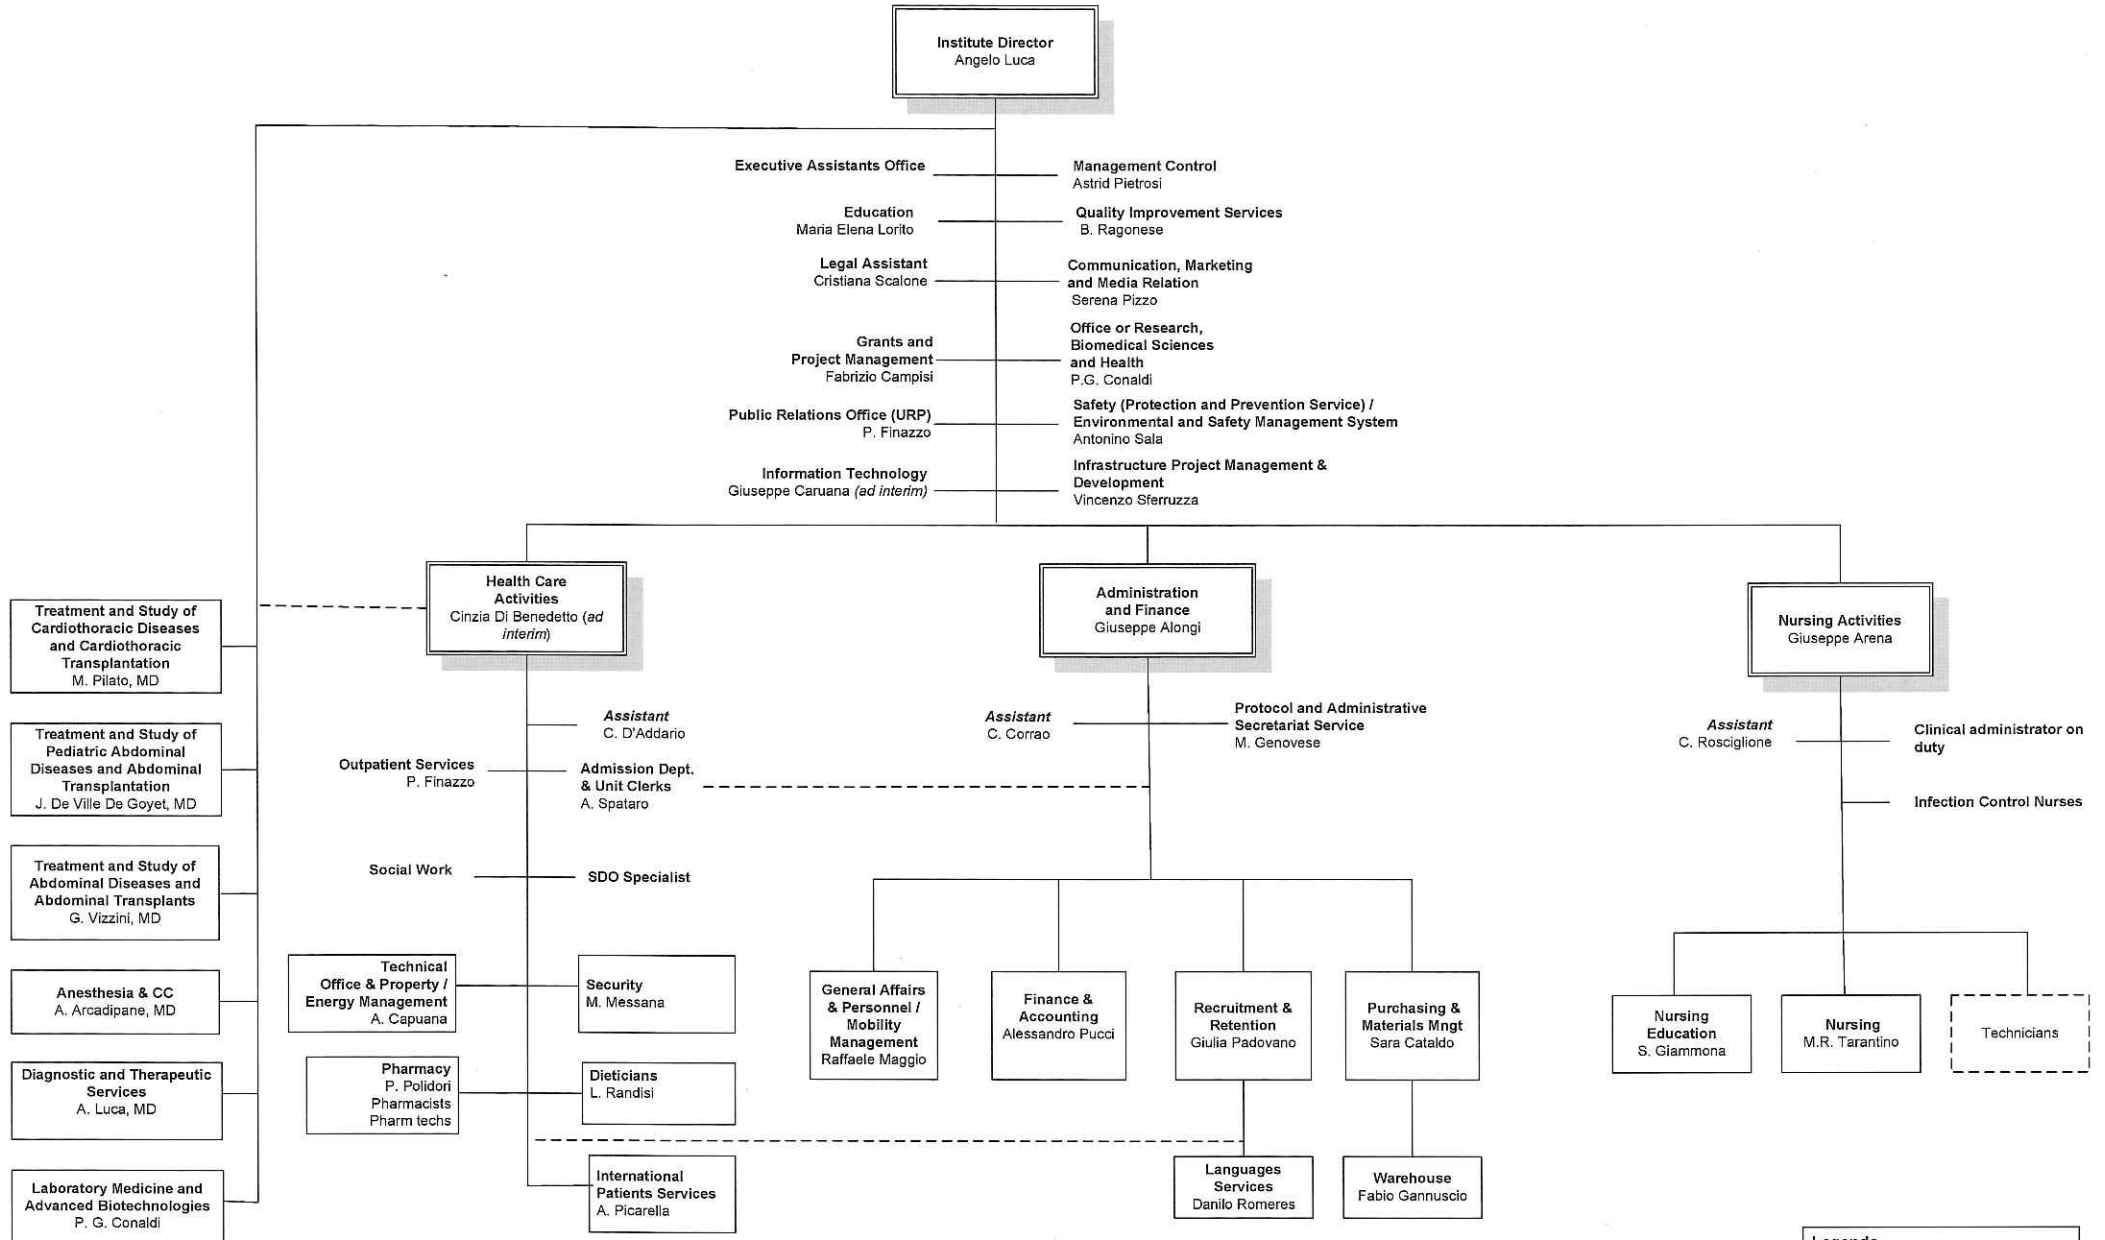 Institute Director
Angelo Luca
Executive Assistants Office
Management Control
Astrid Pietrosi
Education
Maria Elena Lorito
Quality Improvement Services
B. Ragonese
Legal Assistant
Cristiana Scalone
Communication, Marketing
and Media Relation
Serena Pizzo
Grants and
Project Management
Fabrizio Campisi
Office or Research,
Biomedical Sciences
and Health
P.G. Conaldi
Public Relations Office (URP)
P. Finazzo
Safety (Protection and Prevention Service) /
Environmental and Safety Management System
Antonino Sala
Information Technology
Giuseppe Caruana (ad interim)
Infrastructure Project Management &
Development
Vincenzo Sferruzza
Health Care
Activities
Cinzia Di Benedetto (ad
interim)
Administration
and Finance
Giuseppe Alongi
Nursing Activities
Giuseppe Arena
Treatment and Study of
Cardiothoracic Diseases
and Cardiothoracic
Transplantation
M. Pilato, MD
Treatment and Study of
Pediatric Abdominal
Diseases and Abdominal
Transplantation
J. De Ville De Goyet, MD
Treatment and Study of
Abdominal Diseases and
Abdominal Transplants
G. Vizzini, MD
Anesthesia & CC
A. Arcadipane, MD
Diagnostic and Therapeutic
Services
A. Luca, MD
Laboratory Medicine and
Advanced Biotechnologies
P. G. Conaldi
Assistant
C. D'Addario
Outpatient Services
P. Finazzo
Admission Dept.
& Unit Clerks
A. Spataro
Social Work
SDO Specialist
Technical
Office & Property /
Energy Management
A. Capuana
Security
M. Messana
Pharmacy
P. Polidori
Pharmacists
Pharm techs
Dieticians
L. Randisi
International
Patients Services
A. Picarella
Assistant
C. Corrao
Protocol and Administrative
Secretariat Service
M. Genovese
General Affairs
& Personnel /
Mobility
Management
Raffaele Maggio
Finance &
Accounting
Alessandro Pucci
Recruitment &
Retention
Giulia Padovano
Purchasing &
Materials Mngt
Sara Cataldo
Languages
Services
Danilo Romeres
Warehouse
Fabio Gannuscio
Assistant
C. Rosciglione
Clinical administrator on
duty
Infection Control Nurses
Nursing
Education
S. Giammona
Nursing
M.R. Tarantino
Technicians